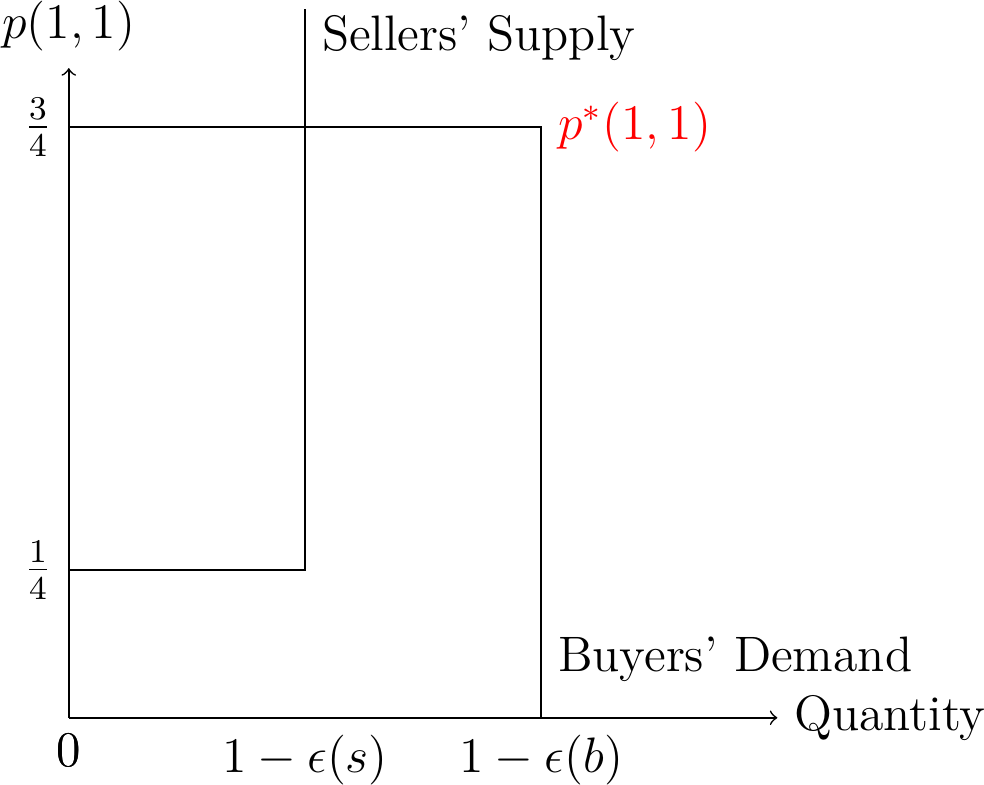 p(1, 1)
Sellers' Supply
3/4
p*(1, 1)
1/4
Buyers' Demand
Quantity
0
1 − ϵ(s)
1 − ϵ(b)